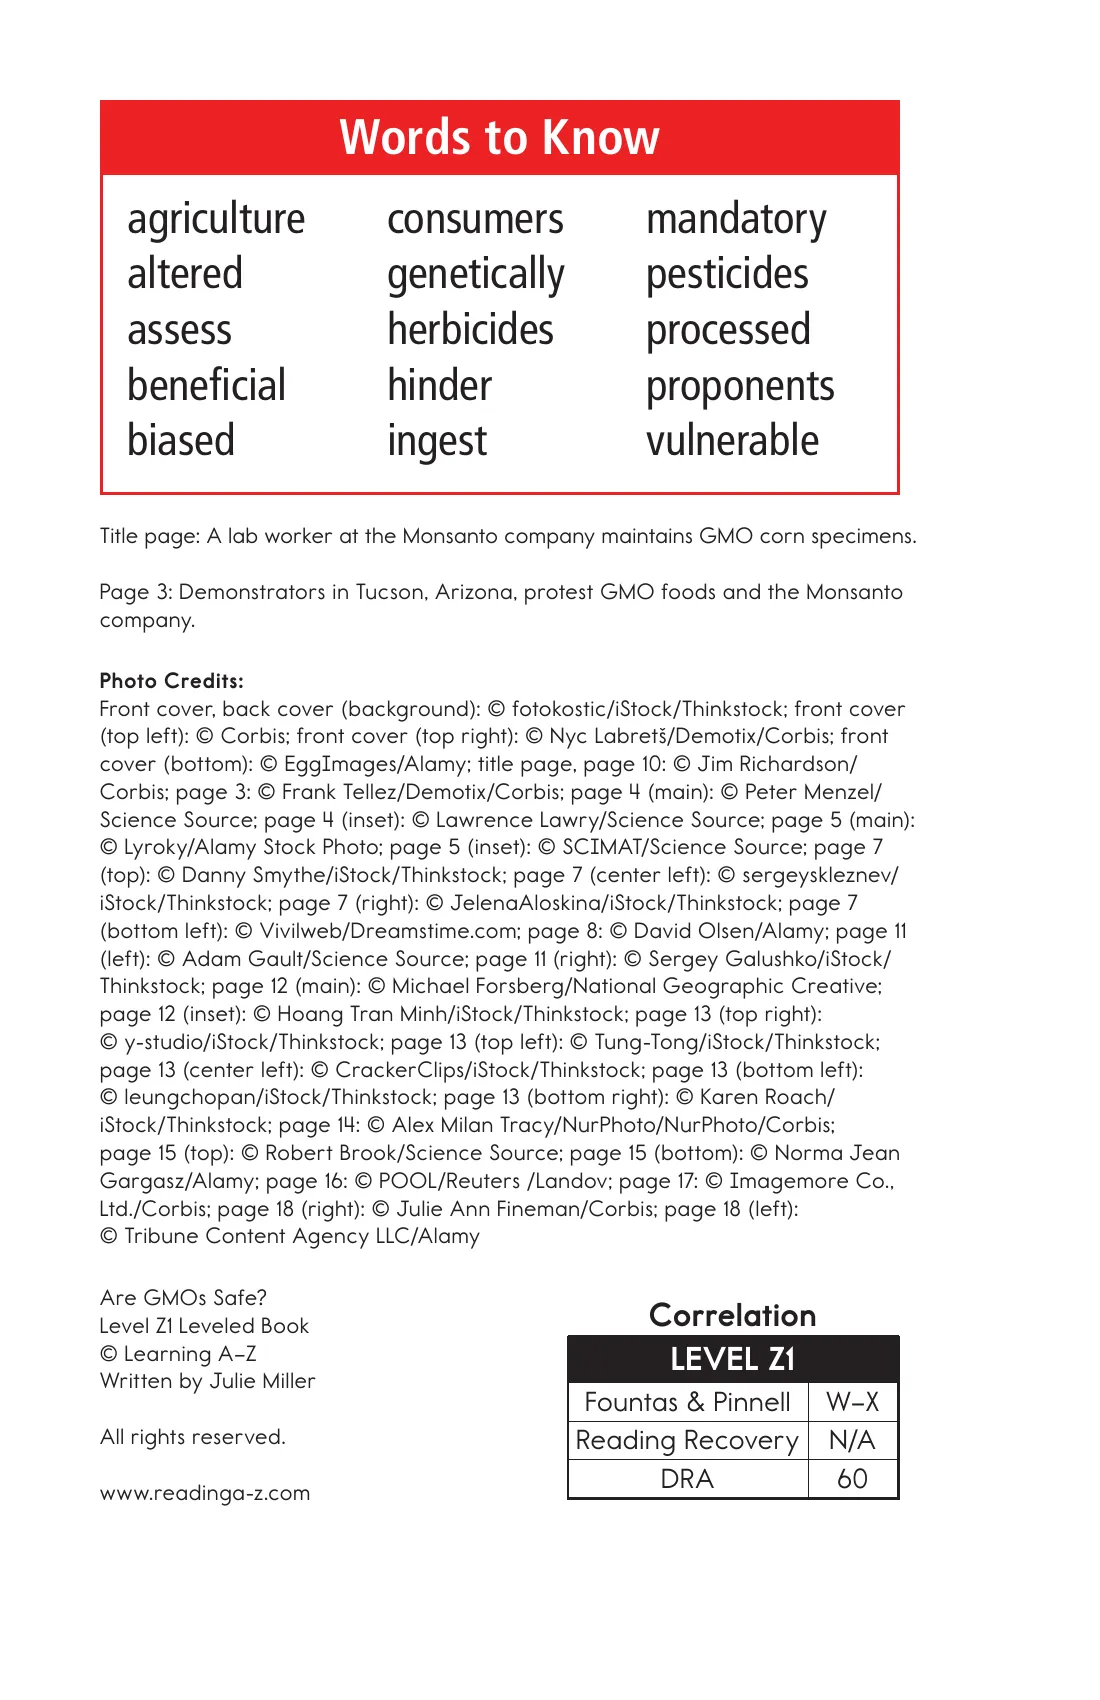 Words to Know
agriculture consumers mandatory
altered genetically pesticides
assess herbicides processed
beneficial hinder proponents
biased ingest vulnerable
Title page: A lab worker at the Monsanto company maintains GMO corn specimens.
Page 3: Demonstrators in Tucson, Arizona, protest GMO foods and the Monsanto
company.
Photo Credits:
Front cover, back cover (background): © fotokostic/iStock/Thinkstock; front cover
(top left): © Corbis; front cover (top right): © Nyc Labretš/Demotix/Corbis; front
cover (bottom): © EggImages/Alamy; title page, page 10: © Jim Richardson/
Corbis; page 3: © Frank Tellez/Demotix/Corbis; page 4 (main): © Peter Menzel/
Science Source; page 4 (inset): © Lawrence Lawry/Science Source; page 5 (main):
© Lyroky/Alamy Stock Photo; page 5 (inset): © SCIMAT/Science Source; page 7
(top): © Danny Smythe/iStock/Thinkstock; page 7 (center left): © sergeyskleznev/
iStock/Thinkstock; page 7 (right): © JelenaAloskina/iStock/Thinkstock; page 7
(bottom left): © Vivilweb/Dreamstime.com; page 8: © David Olsen/Alamy; page 11
(left): © Adam Gault/Science Source; page 11 (right): © Sergey Galushko/iStock/
Thinkstock; page 12 (main): © Michael Forsberg/National Geographic Creative;
page 12 (inset): © Hoang Tran Minh/iStock/Thinkstock; page 13 (top right):
© y-studio/iStock/Thinkstock; page 13 (top left): © Tung-Tong/iStock/Thinkstock;
page 13 (center left): © CrackerClips/iStock/Thinkstock; page 13 (bottom left):
© leungchopan/iStock/Thinkstock; page 13 (bottom right): © Karen Roach/
iStock/Thinkstock; page 14: © Alex Milan Tracy/NurPhoto/NurPhoto/Corbis;
page 15 (top): © Robert Brook/Science Source; page 15 (bottom): © Norma Jean
Gargasz/Alamy; page 16: © POOL/Reuters /Landov; page 17: © Imagemore Co.,
Ltd./Corbis; page 18 (right): © Julie Ann Fineman/Corbis; page 18 (left):
© Tribune Content Agency LLC/Alamy
Are GMOs Safe?
Level Z1 Leveled Book
© Learning A–Z
Written by Julie Miller
All rights reserved.
www.readinga-z.com
Correlation
LEVEL Z1
Fountas & Pinnell W–X
Reading Recovery N/A
DRA 60